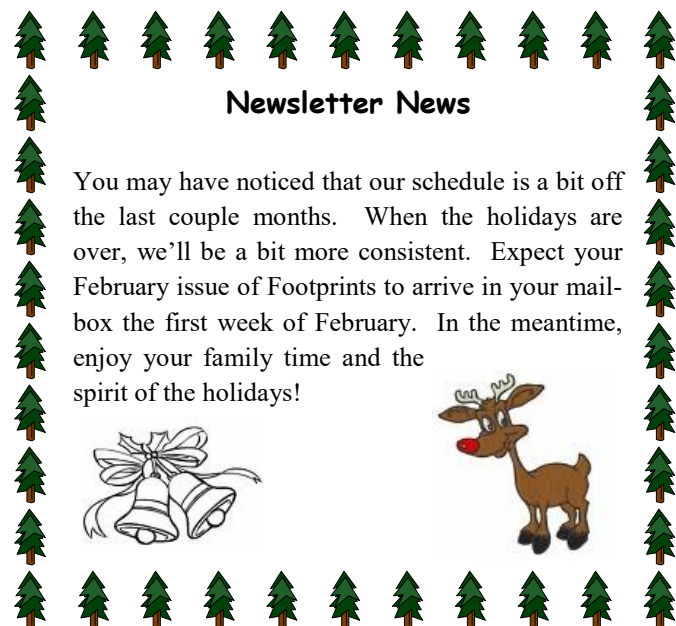 Newsletter News
You may have noticed that our schedule is a bit off
the last couple months.  When the holidays are
over, we’ll be a bit more consistent.  Expect your
February issue of Footprints to arrive in your mail-
box the first week of February.  In the meantime,
enjoy your family time and the
spirit of the holidays!